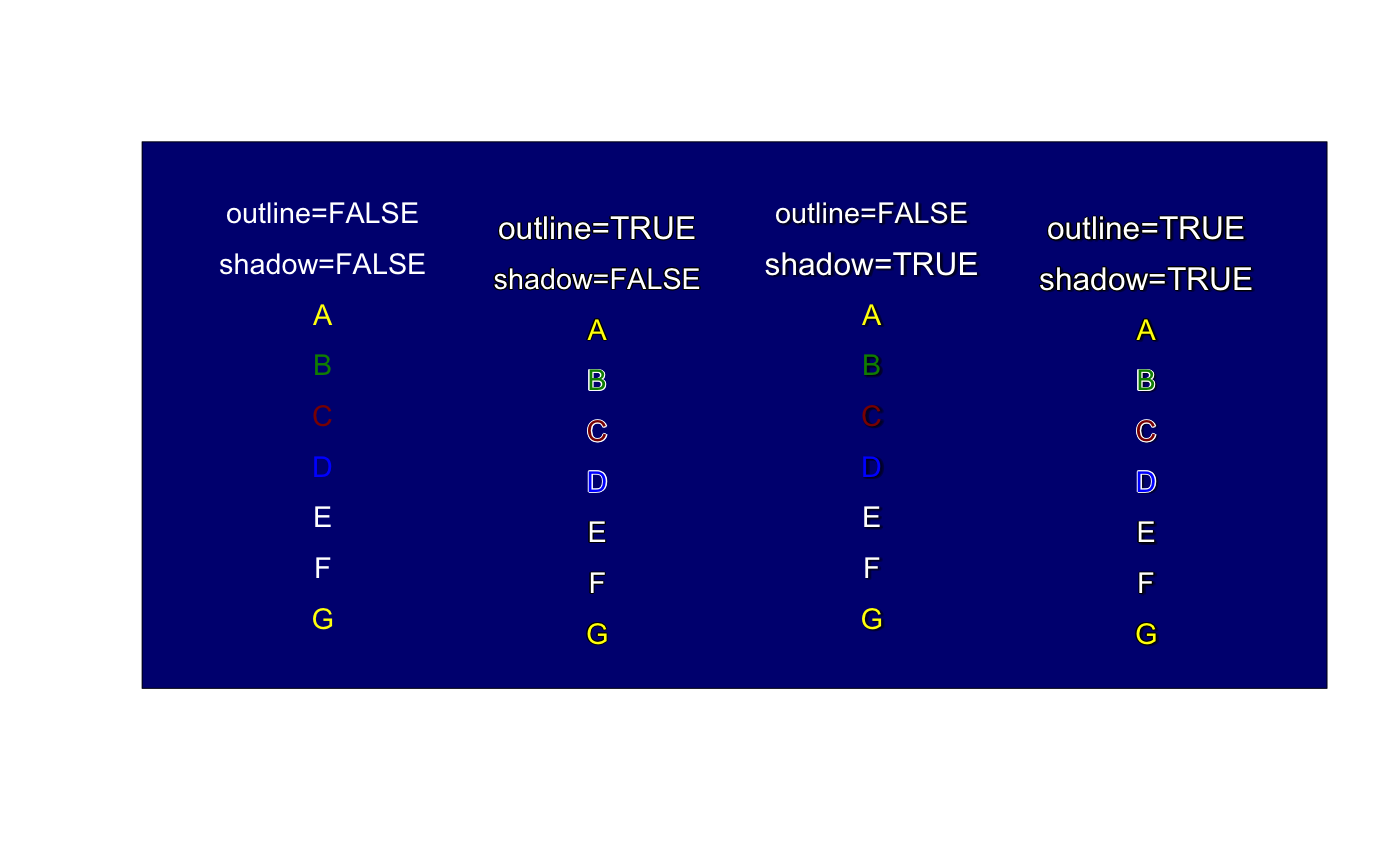 outline=FALSE
shadow=FALSE
A
B
C
D
E
F
G
outline=TRUE
shadow=FALSE
A
B
C
D
E
F
G
outline=FALSE
shadow=TRUE
A
B
C
D
E
F
G
outline=TRUE
shadow=TRUE
A
B
C
D
E
F
G